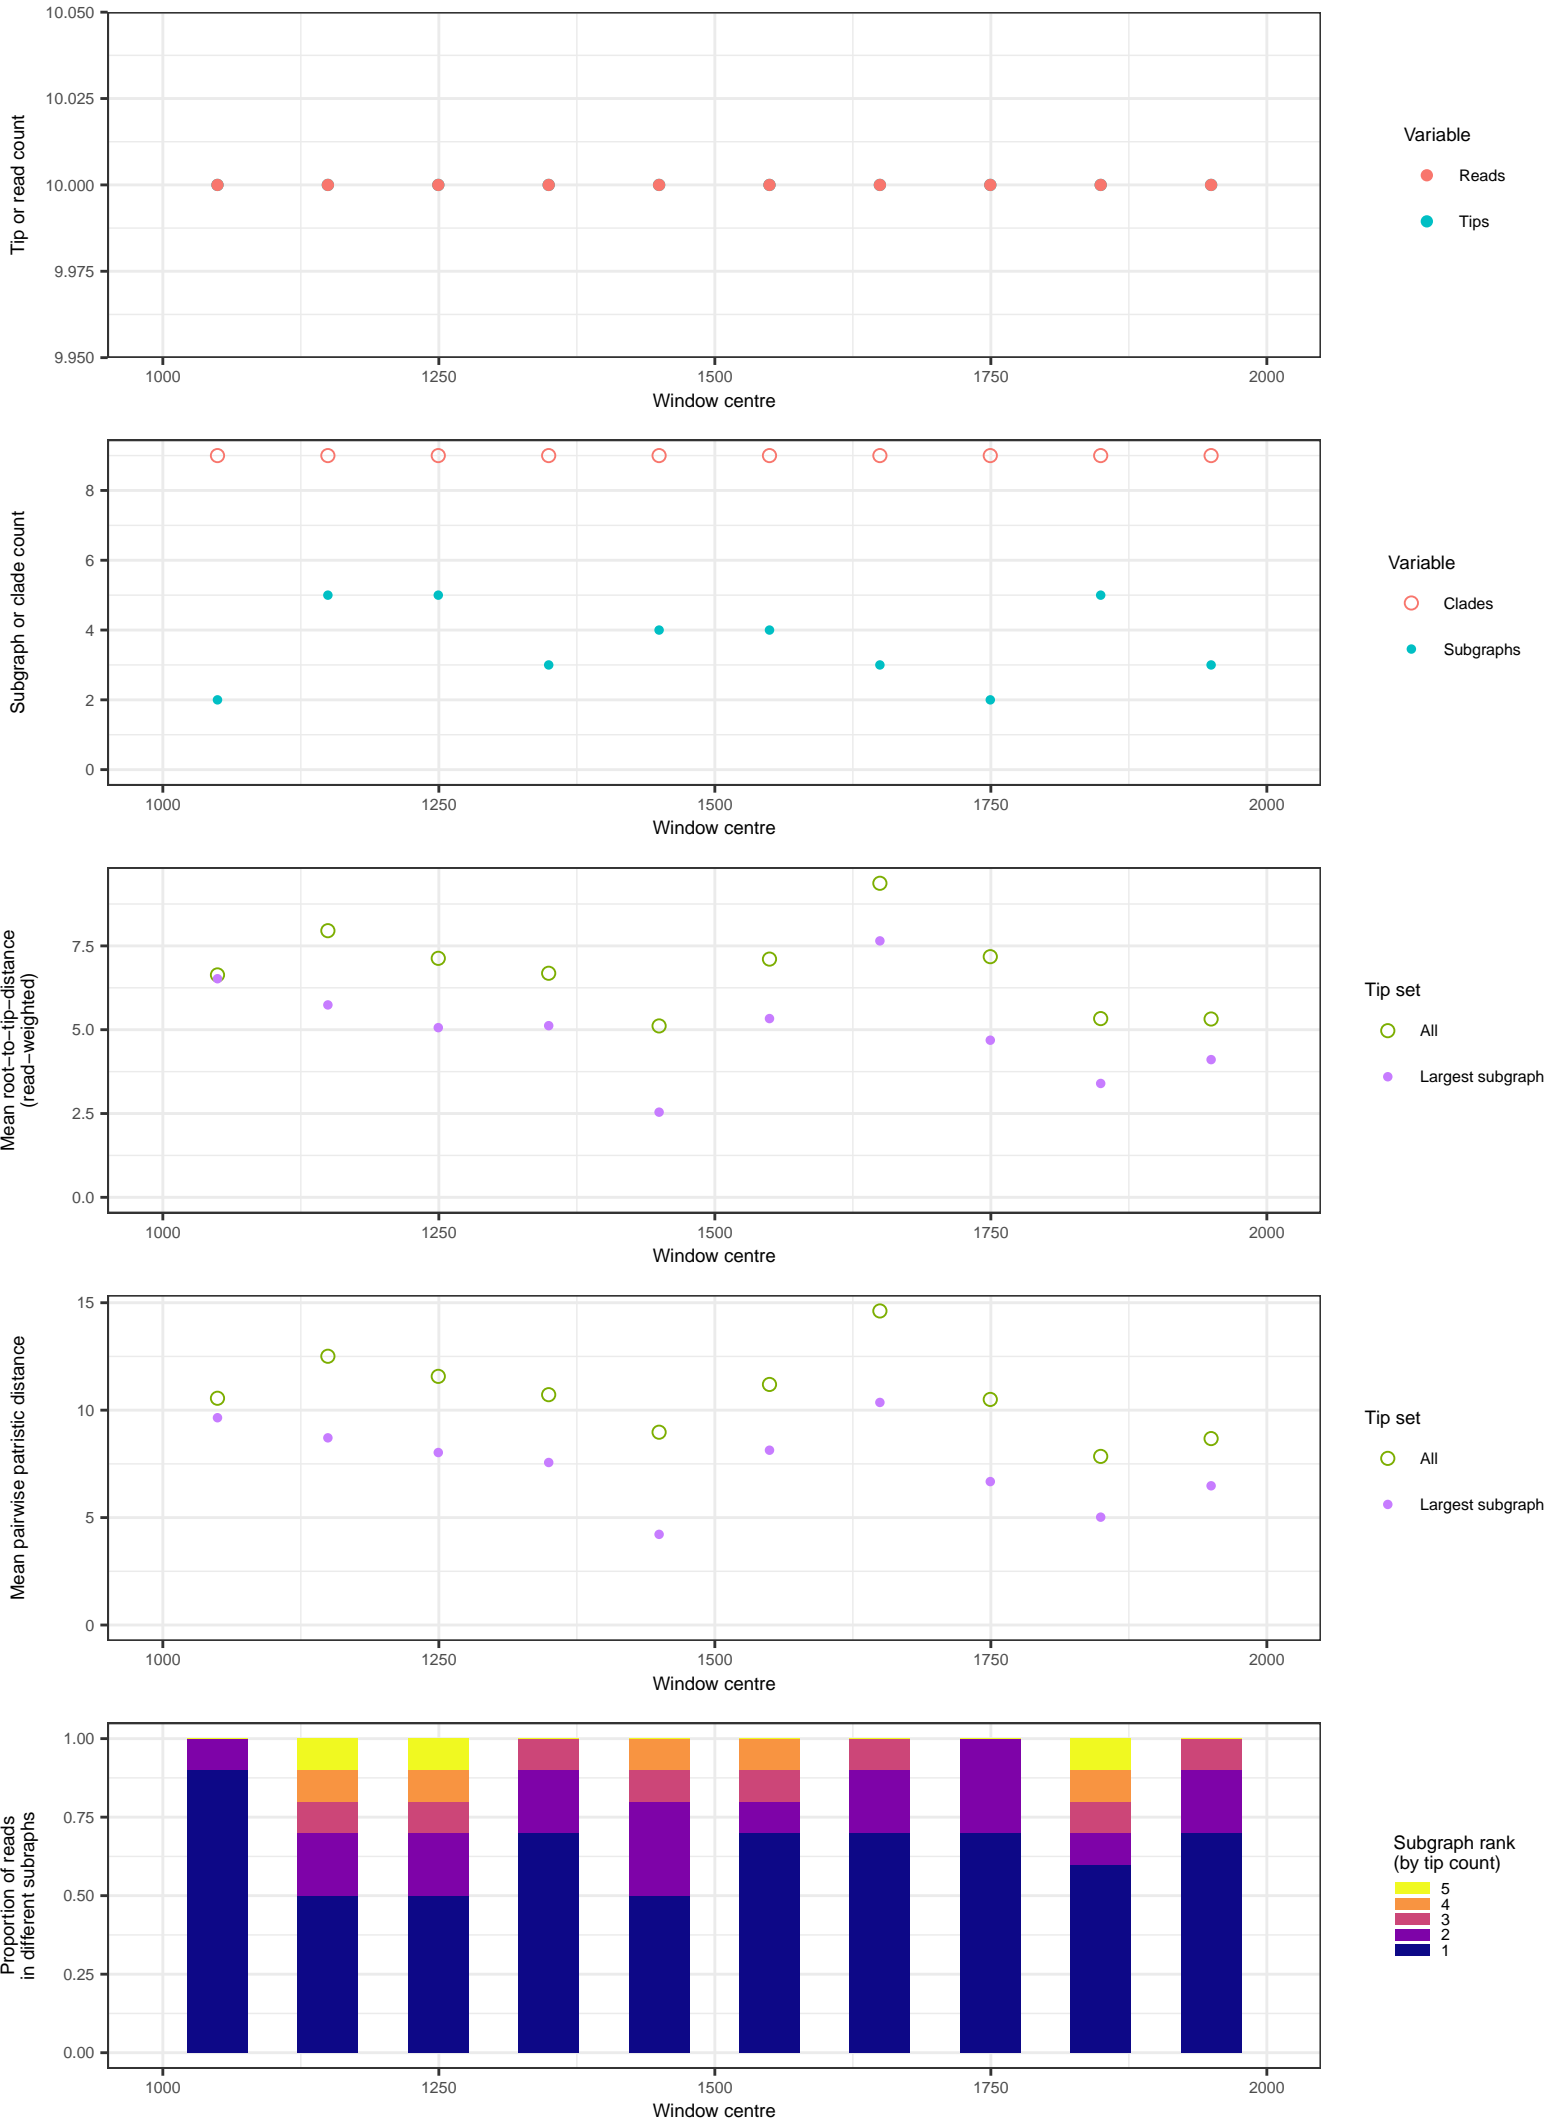 10.050
10.025
10.000
9.975
9.950
Tip or read count
1000 1250 1500 1750 2000
Window centre
Variable
Reads
Tips
8
6
4
2
0
Subgraph or clade count
1000 1250 1500 1750 2000
Window centre
Variable
Clades
Subgraphs
7.5
5.0
2.5
0.0
Mean root−to−tip−distance
(read−weighted)
1000 1250 1500 1750 2000
Window centre
Tip set
All
Largest subgraph
15
10
5
0
Mean pairwise patristic distance
1000 1250 1500 1750 2000
Window centre
Tip set
All
Largest subgraph
1.00
0.75
0.50
0.25
0.00
Proportion of reads
in different subraphs
1000 1250 1500 1750 2000
Window centre
Subgraph rank
(by tip count)
5
4
3
2
1